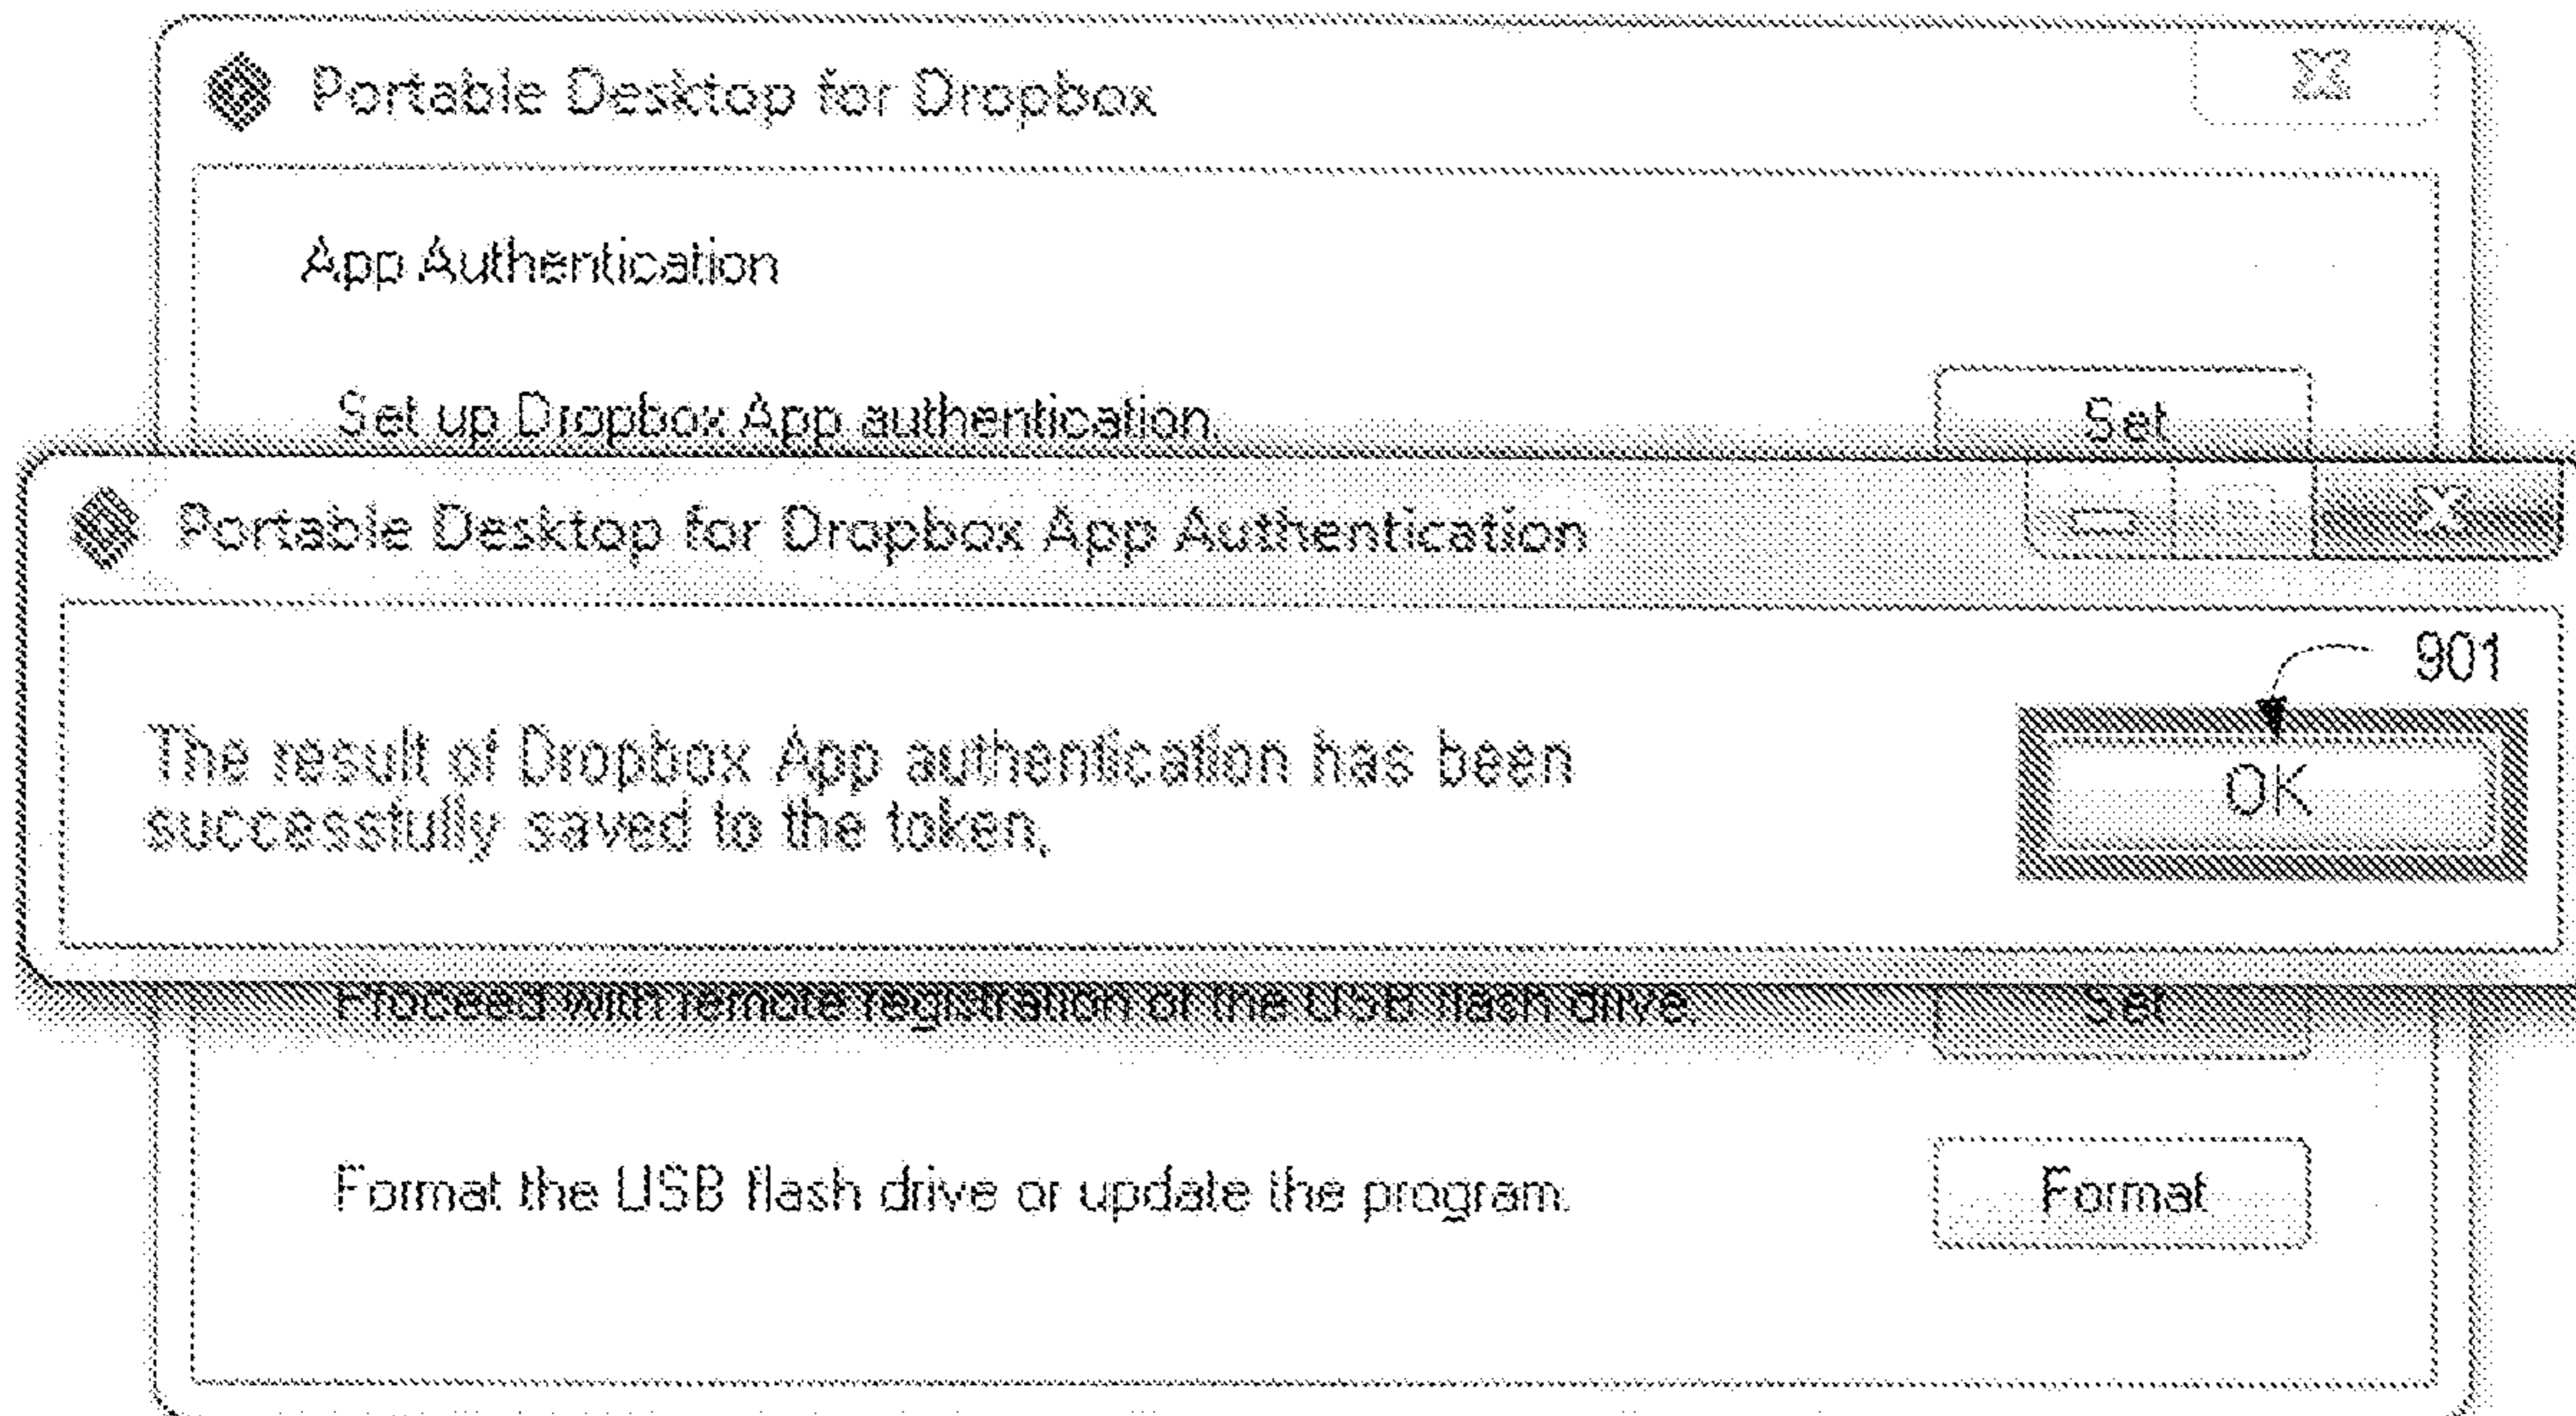 Portable Desktop for Dropbox
App Authentication
Set up Dropbox App authentication.
Set
Portable Desktop for Dropbox App Authentication
901
The result of Dropbox App authentication has been
successfully saved to the token.
OK
Proceed with remote registration of the USB flash drive.
Set
Format the USB flash drive or update the program.
Format